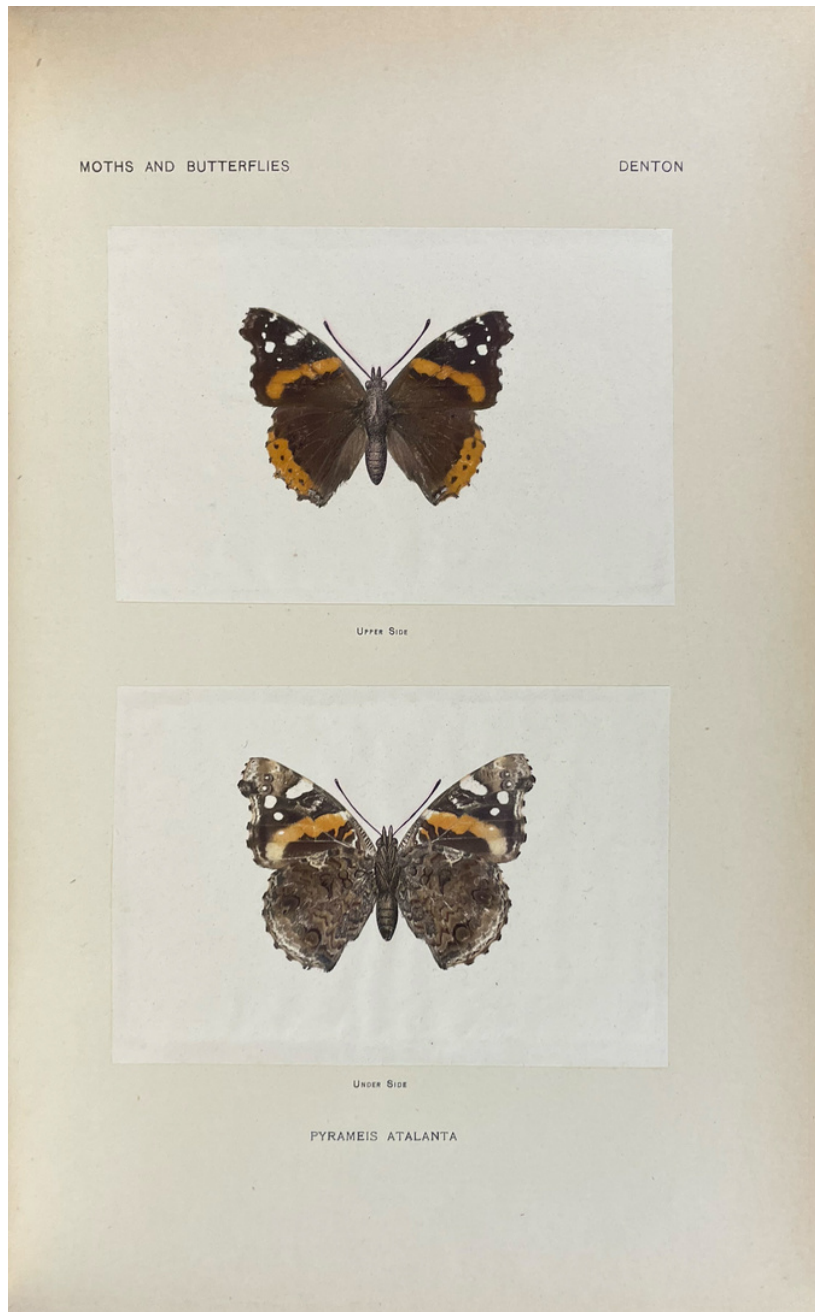 MOTHS AND BUTTERFLIES
DENTON
UPPER SIDE
UNDER SIDE
PYRAMEIS ATALANTA